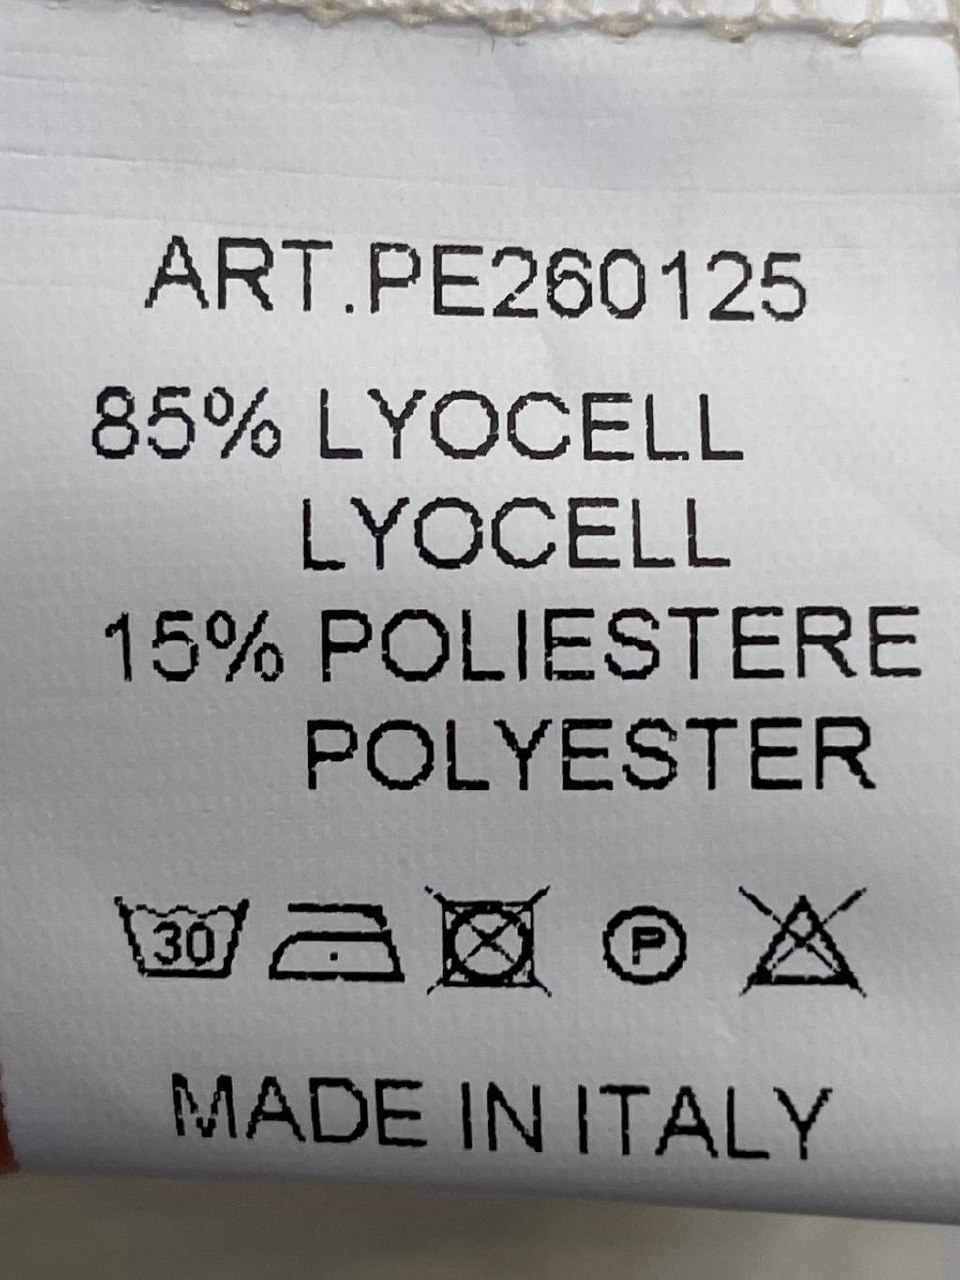 ART.PE260125
85% LYOCELL
LYOCELL
15% POLIESTERE
POLYESTER
30 P
MADE IN ITALY